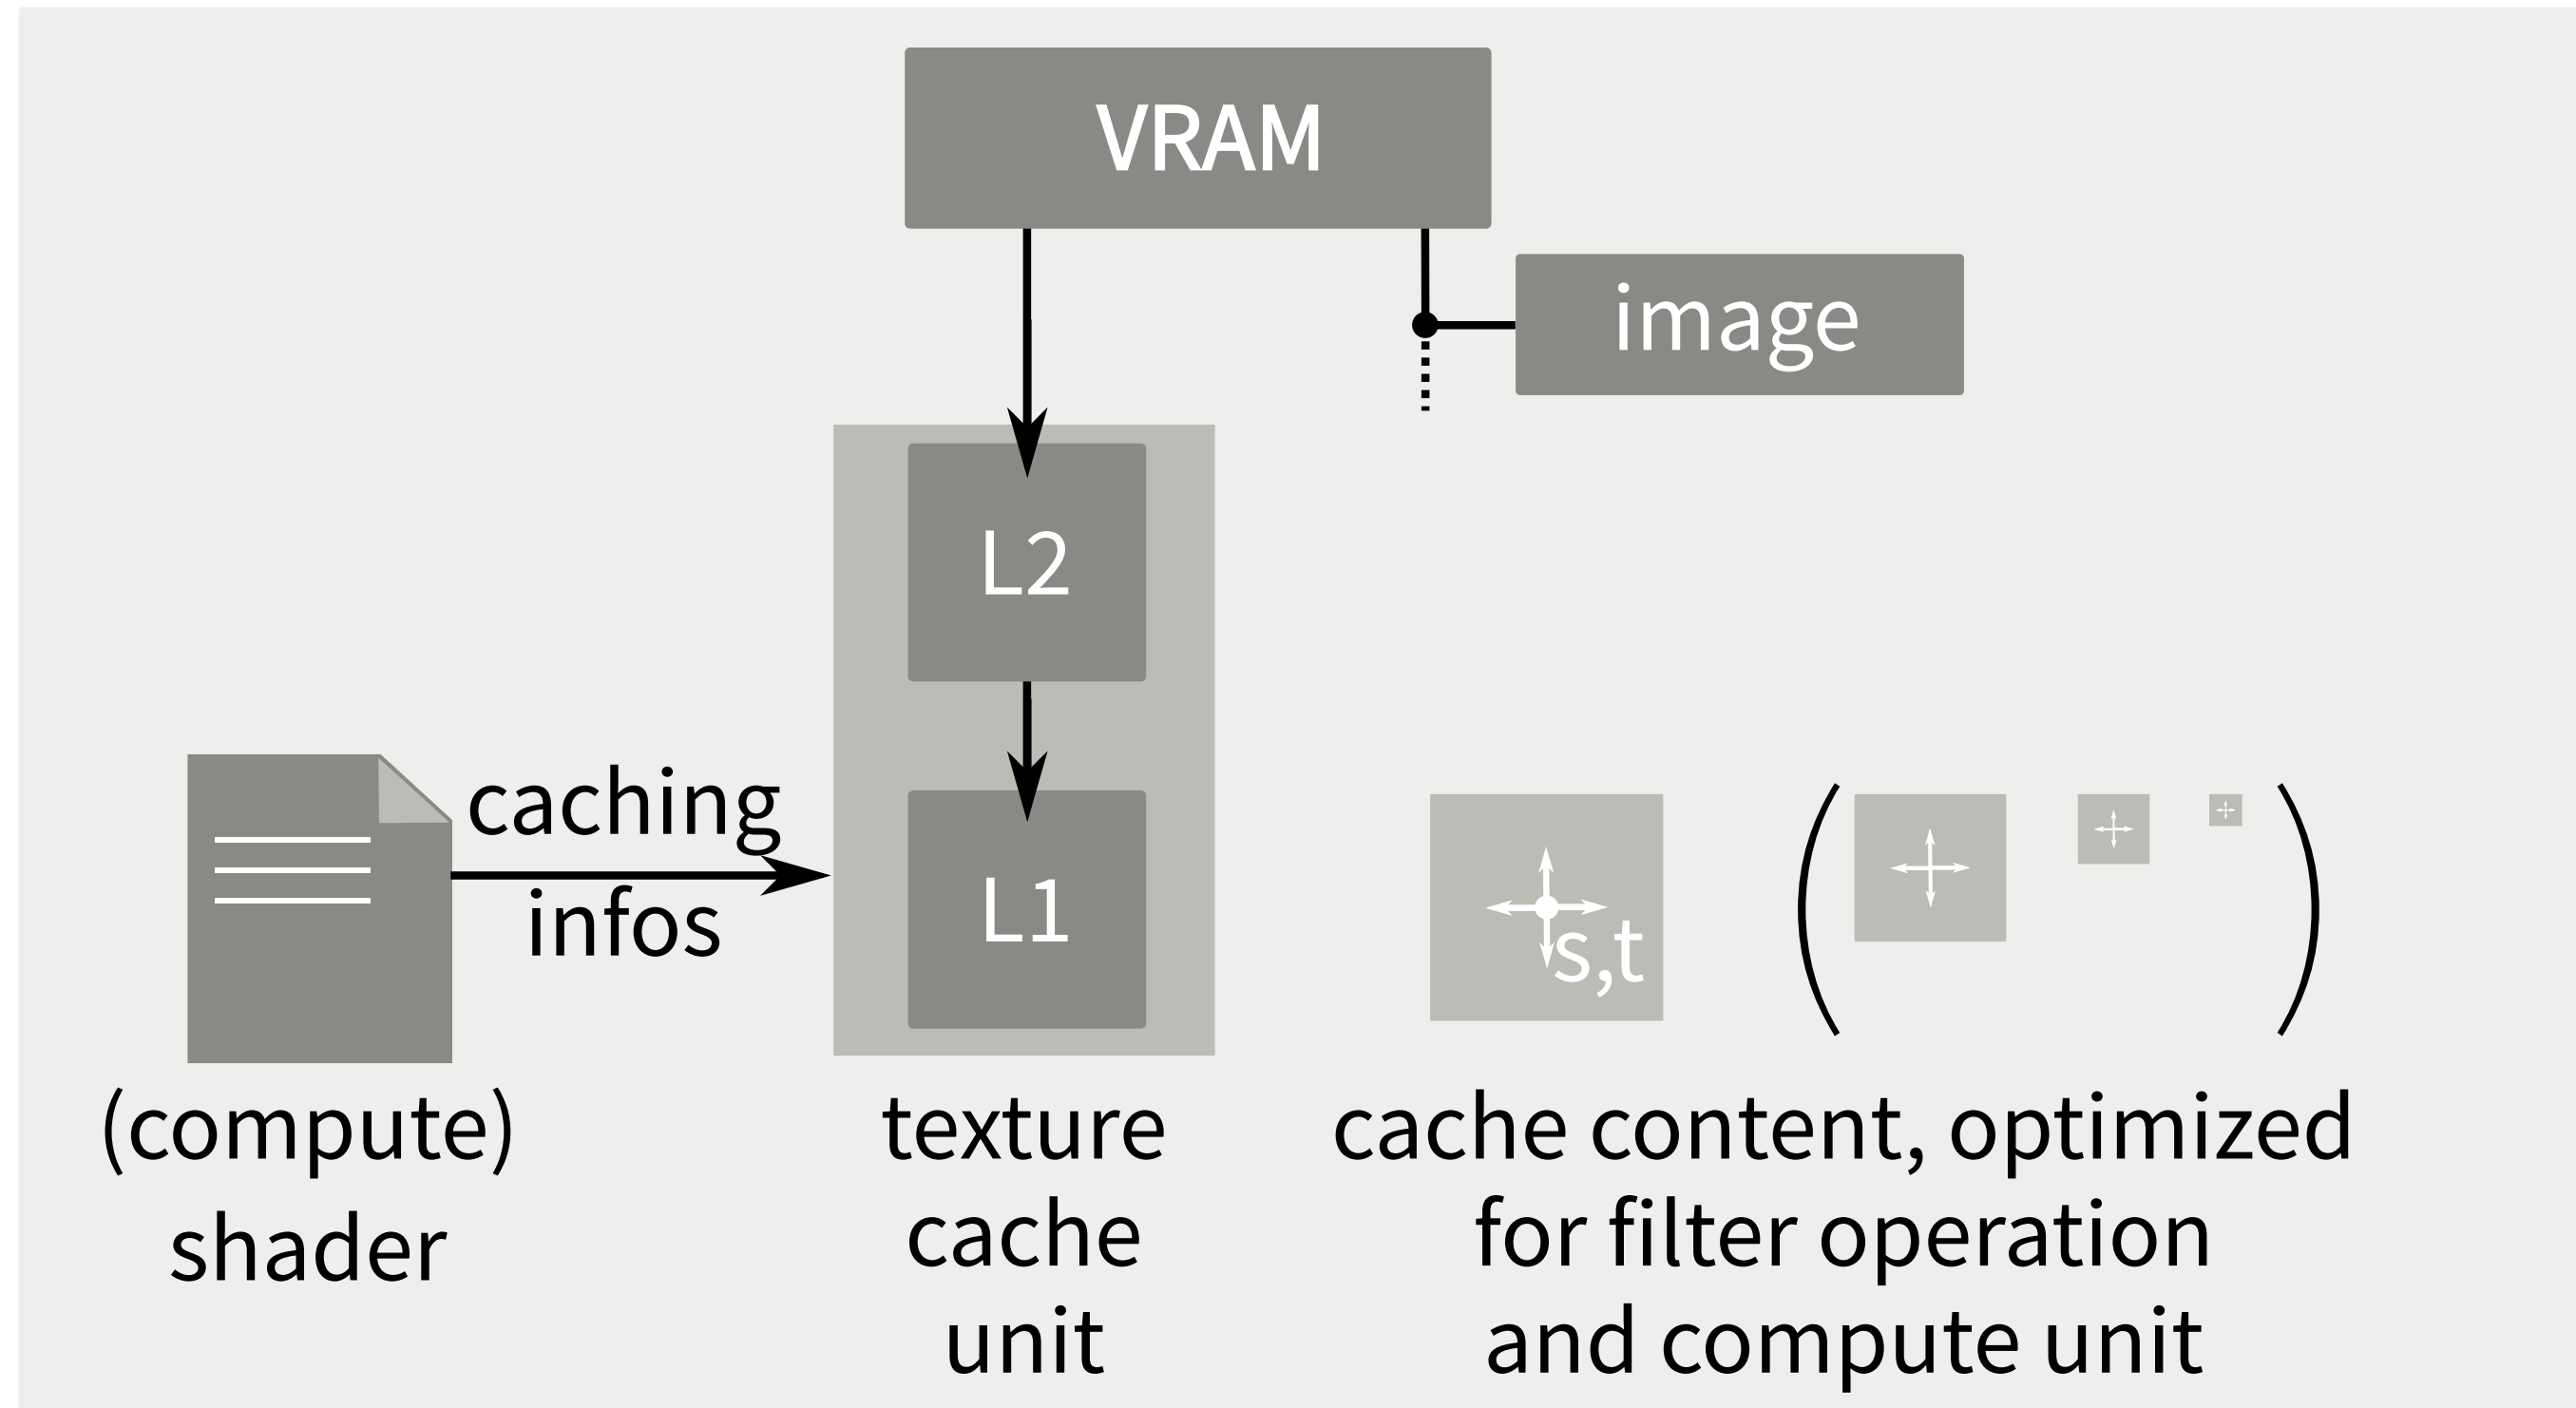 VRAM
image
L2
caching
infos
L1
s,t
(compute)
shader
texture
cache
unit
cache content, optimized
for filter operation
and compute unit